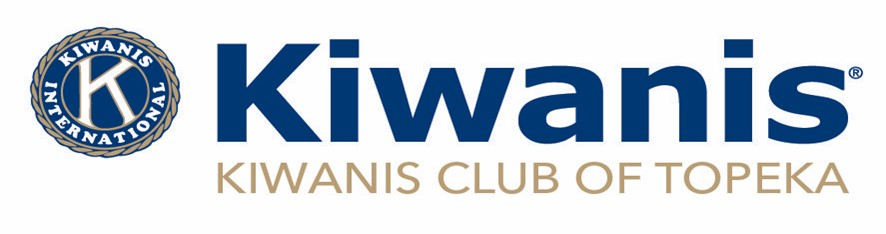 KIWANIS
K
INTERNATIONAL
Kiwanis®
KIWANIS CLUB OF TOPEKA